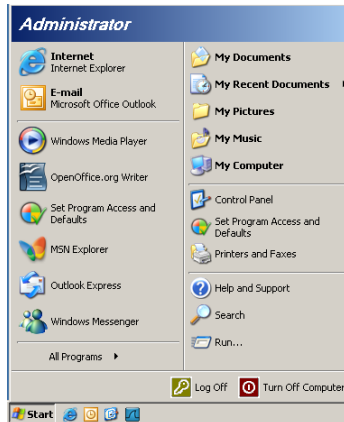 Administrator
Internet
Internet Explorer
E-mail
Microsoft Office Outlook
Windows Media Player
OpenOffice.org Writer
Set Program Access and
Defaults
MSN Explorer
Outlook Express
Windows Messenger
All Programs
My Documents
My Recent Documents
My Pictures
My Music
My Computer
Control Panel
Set Program Access and
Defaults
Printers and Faxes
Help and Support
Search
Run...
Log Off
Turn Off Computer
Start